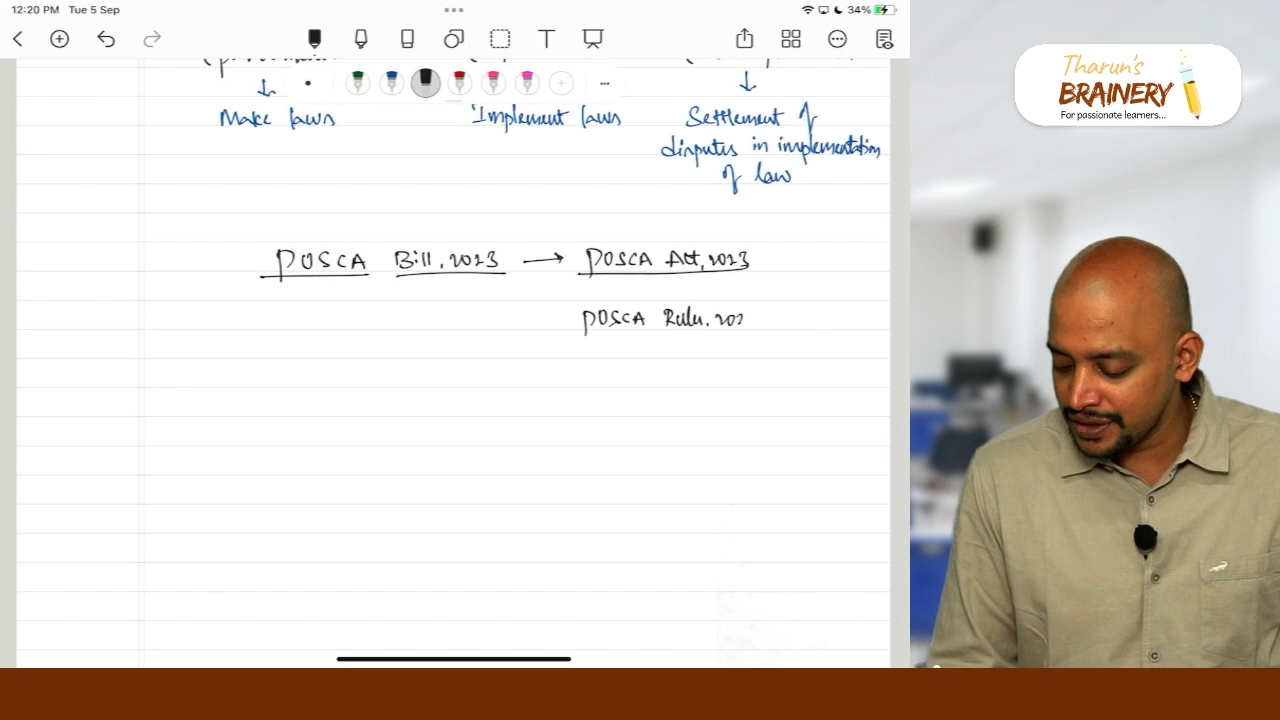 12:20 PM Tue 5 Sep
34%
Make laws
Implement laws
Settlement of
disputes in implementation
of law
POSCA Bill, 2023 → POSCA Act, 2023
POSCA Rules, 202
Tharun's
BRAINERY
For passionate learners...